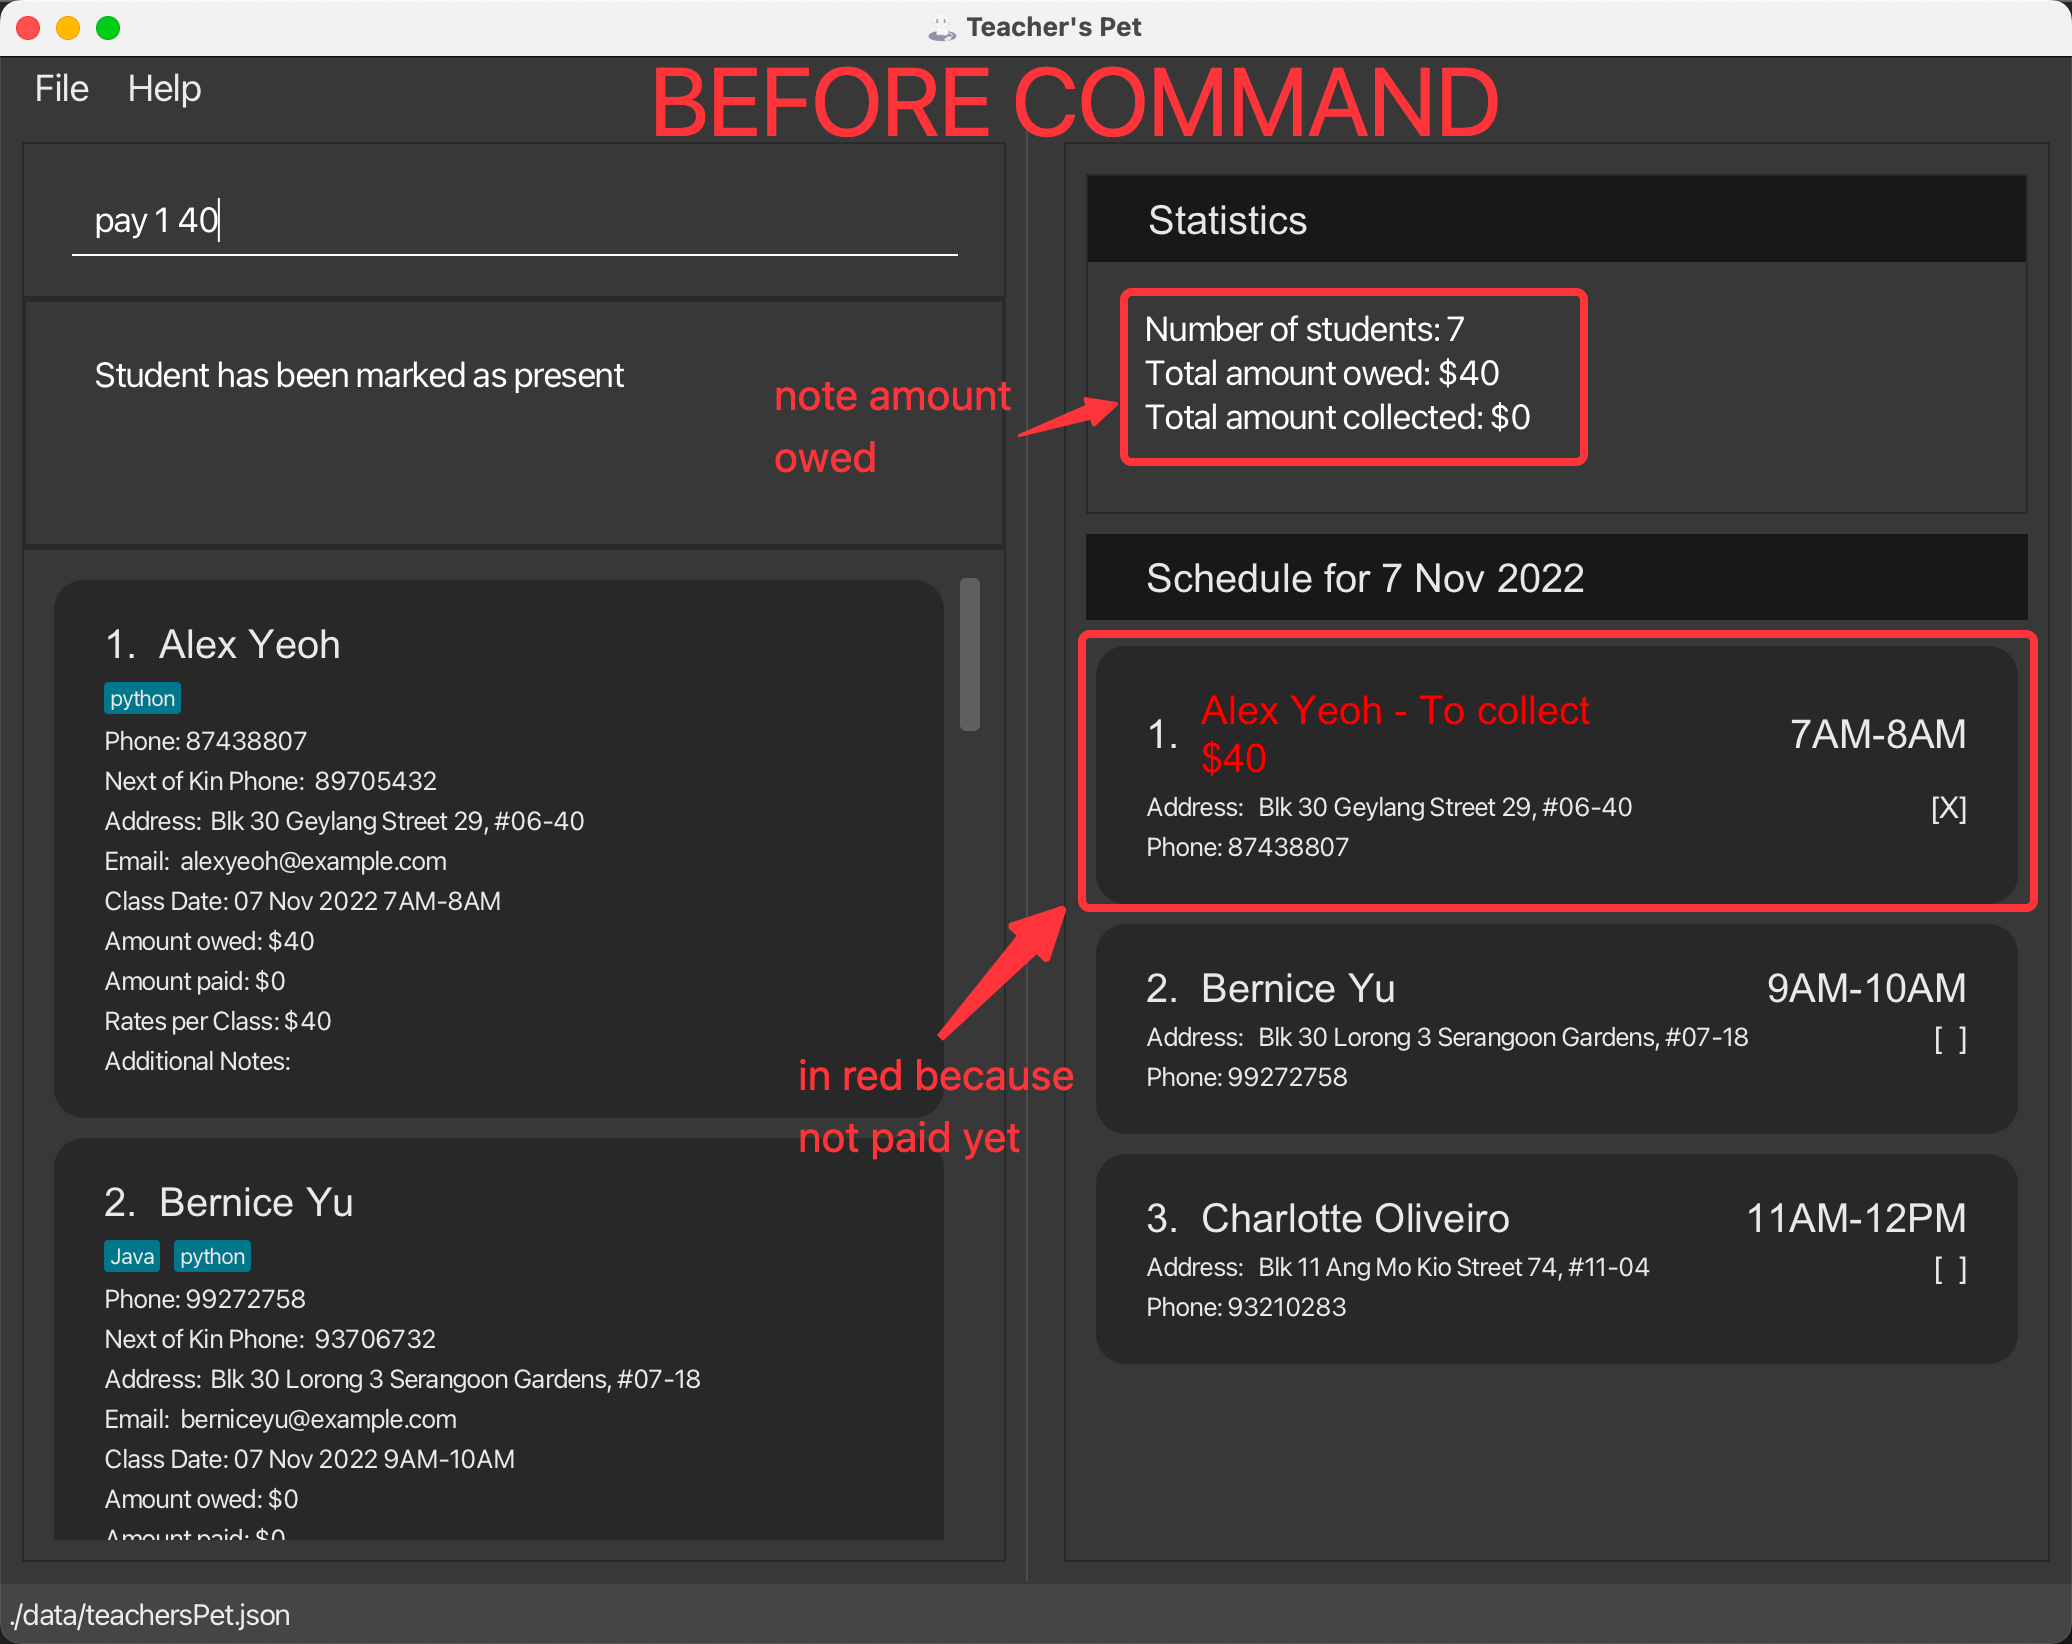 Teacher's Pet
File Help
BEFORE COMMAND
pay 1 40
Student has been marked as present
note amount
owed
Statistics
Number of students: 7
Total amount owed: $40
Total amount collected: $0
1. Alex Yeoh
python
Phone: 87438807
Next of Kin Phone: 89705432
Address: Blk 30 Geylang Street 29, #06-40
Email: alexyeoh@example.com
Class Date: 07 Nov 2022 7AM-8AM
Amount owed: $40
Amount paid: $0
Rates per Class: $40
Additional Notes:
in red because
not paid yet
2. Bernice Yu
Java python
Phone: 99272758
Next of Kin Phone: 93706732
Address: Blk 30 Lorong 3 Serangoon Gardens, #07-18
Email: berniceyu@example.com
Class Date: 07 Nov 2022 9AM-10AM
Amount owed: $0
Amount paid: $0
Schedule for 7 Nov 2022
1. Alex Yeoh - To collect
$40
7AM-8AM
Address: Blk 30 Geylang Street 29, #06-40 [X]
Phone: 87438807
2. Bernice Yu 9AM-10AM
Address: Blk 30 Lorong 3 Serangoon Gardens, #07-18 [ ]
Phone: 99272758
3. Charlotte Oliveiro 11AM-12PM
Address: Blk 11 Ang Mo Kio Street 74, #11-04 [ ]
Phone: 93210283
./data/teachersPet.json